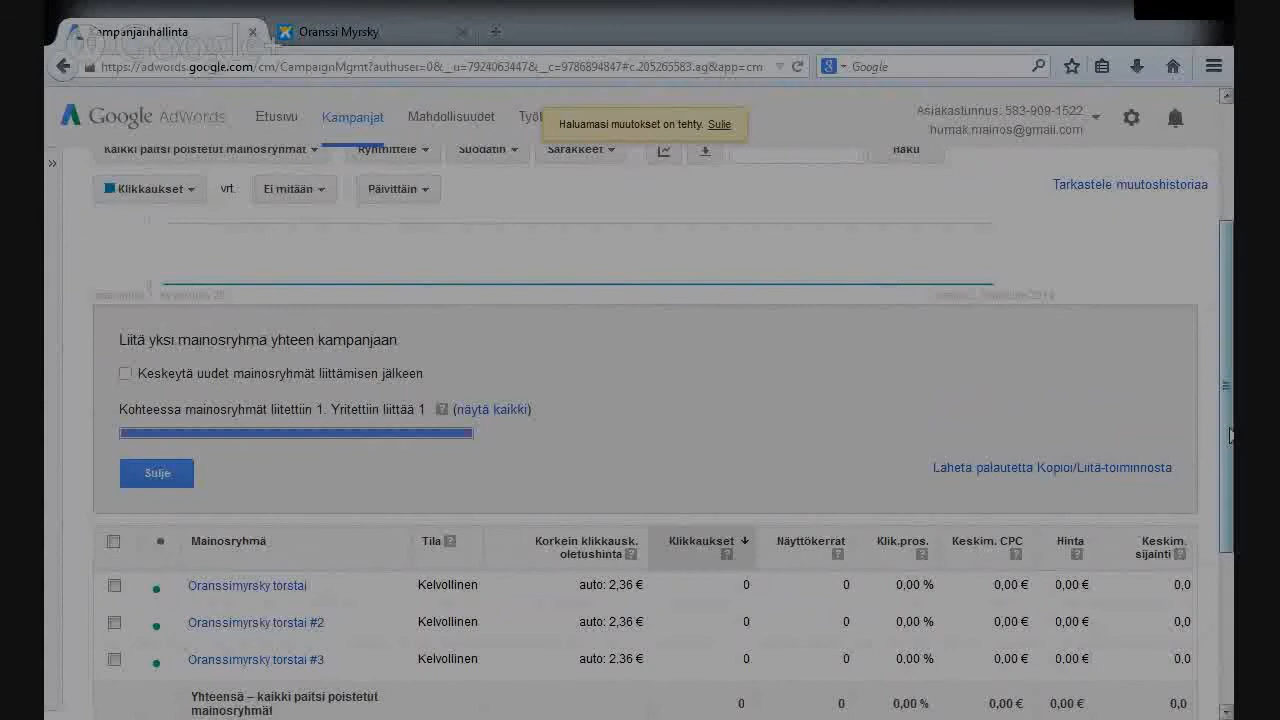 Kampanjanhallinta
Oranssi Myrsky
https://adwords.google.com/cm/CampaignMgmt?authuser=0&__u=7924063447&__c=9786894847#c.205265583.ag&app=cm
Google
Google AdWords
Etusivu
Kampanjat
Mahdollisuudet
Työk
Haluamasi muutokset on tehty. Sulje
Asiakastunnus: 583-909-1522
humak.mainos@gmail.com
Kaikki paitsi poistetut mainosryhmät
Ryhmittele
Suodatin
Sarakkeet
Haku
Klikkaukset
vrt.
Ei mitään
Päivittäin
Tarkastele muutoshistoriaa
Liitä yksi mainosryhmä yhteen kampanjaan
Keskeytä uudet mainosryhmät liittämisen jälkeen
Kohteessa mainosryhmät liitettiin 1. Yritettiin liittää 1 ? (näytä kaikki)
Sulje
Lähetä palautetta Kopioi/Liitä-toiminnosta
Mainosryhmä Tila ? Korkein klikkausk. oletushinta ? Klikkaukset ? Näyttökerrat ? Klik.pros. ? Keskim. CPC ? Hinta ? Keskim. sijainti ?
Oranssimyrsky torstai Kelvollinen auto: 2,36 € 0 0 0,00 % 0,00 € 0,00 € 0,0
Oranssimyrsky torstai #2 Kelvollinen auto: 2,36 € 0 0 0,00 % 0,00 € 0,00 € 0,0
Oranssimyrsky torstai #3 Kelvollinen auto: 2,36 € 0 0 0,00 % 0,00 € 0,00 € 0,0
Yhteensä – kaikki paitsi poistetut mainosryhmät 0 0 0,00 % 0,00 € 0,00 € 0,0